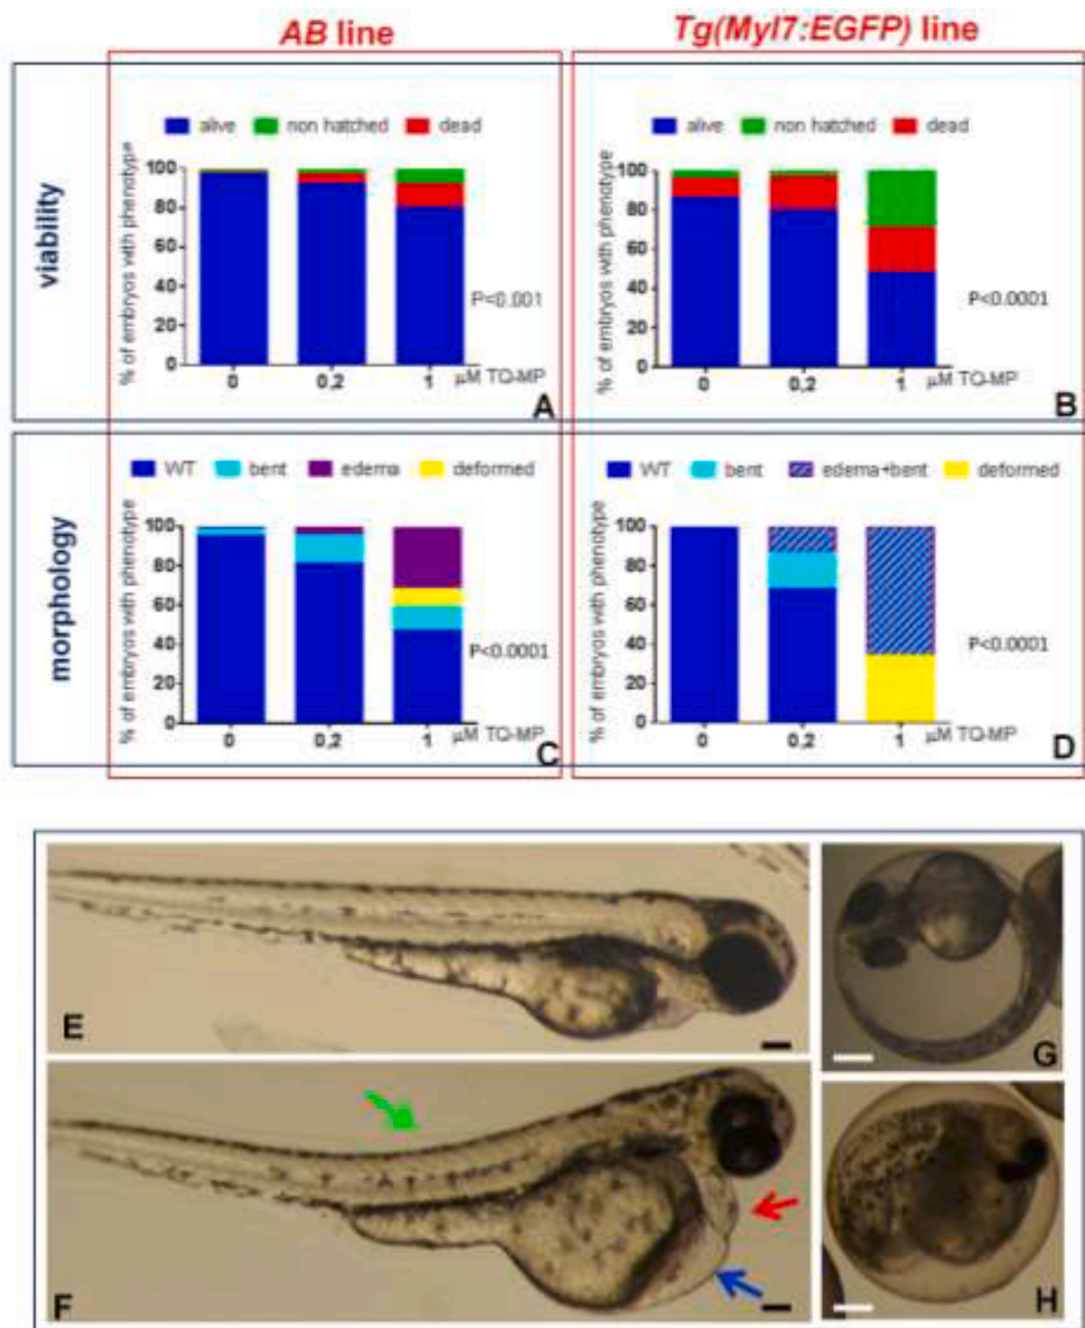 AB line
Tg(Myl7:EGFP) line
viability
alive non hatched dead
% of embryos with phenotype
100
80
60
40
20
0
0 0,2 1 µM TQ-MP
P<0.001
A
alive non hatched dead
% of embryos with phenotype
100
80
60
40
20
0
0 0,2 1 µM TQ-MP
P<0.0001
B
morphology
WT bent edema deformed
% of embryos with phenotype
100
80
60
40
20
0
0 0,2 1 µM TQ-MP
P<0.0001
C
WT bent edema+bent deformed
% of embryos with phenotype
100
80
60
40
20
0
0 0,2 1 µM TQ-MP
P<0.0001
D
E
G
F
H